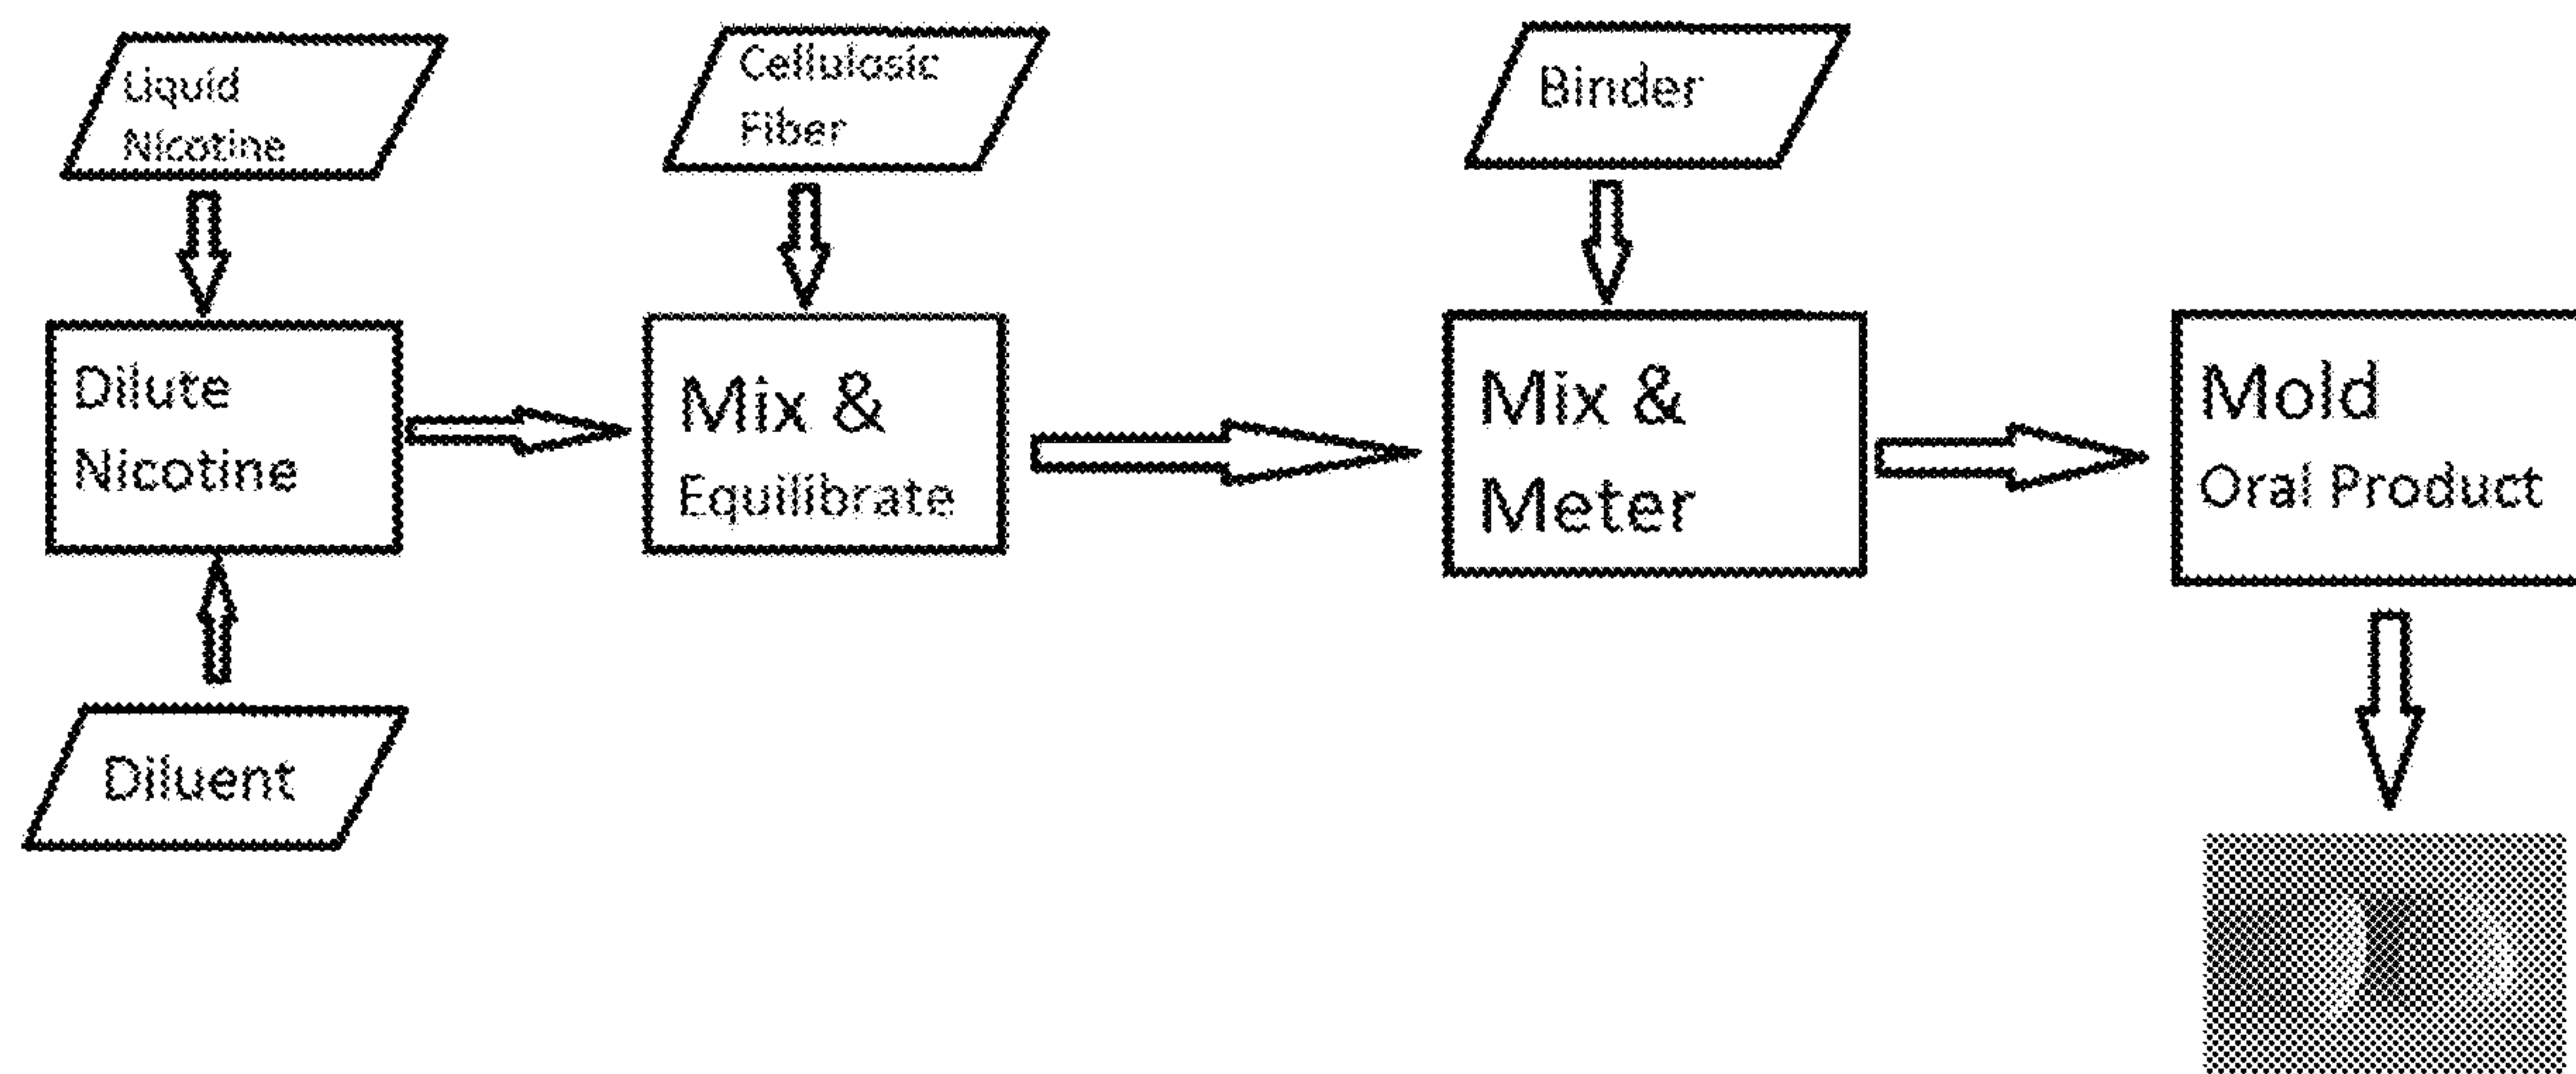 Liquid
Nicotine
Cellulosic
Fiber
Binder
Dilute
Nicotine
Mix &
Equilibrate
Mix &
Meter
Mold
Oral Product
Diluent